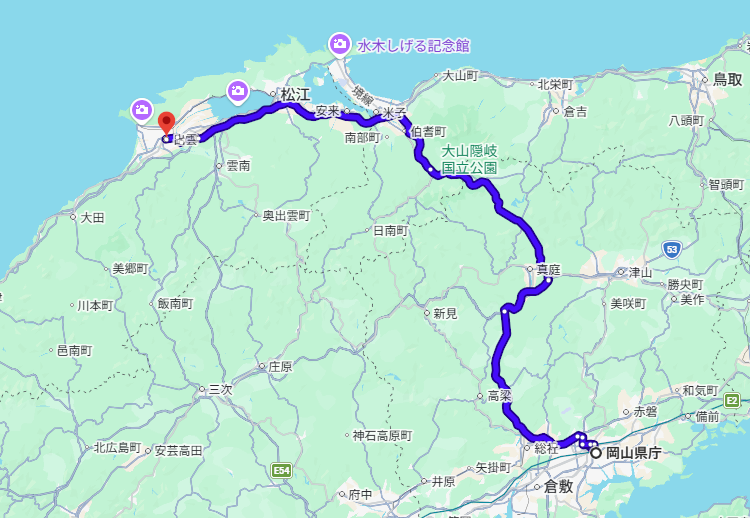 水木しげる記念館
境線
大山町
北栄町
鳥取
松江
安来
米子
倉吉
八頭町
出雲
南部町
伯耆町
大山隠岐
国立公園
雲南
智頭町
大田
奥出雲町
日南町
53
美郷町
真庭
津山
勝央町
川本町
飯南町
新見
美咲町
美作
邑南町
庄原
三次
高梁
和気町
E2
赤磐
備前
神石高原町
北広島町
安芸高田
総社
岡山県庁
矢掛町
E54
井原
倉敷
府中